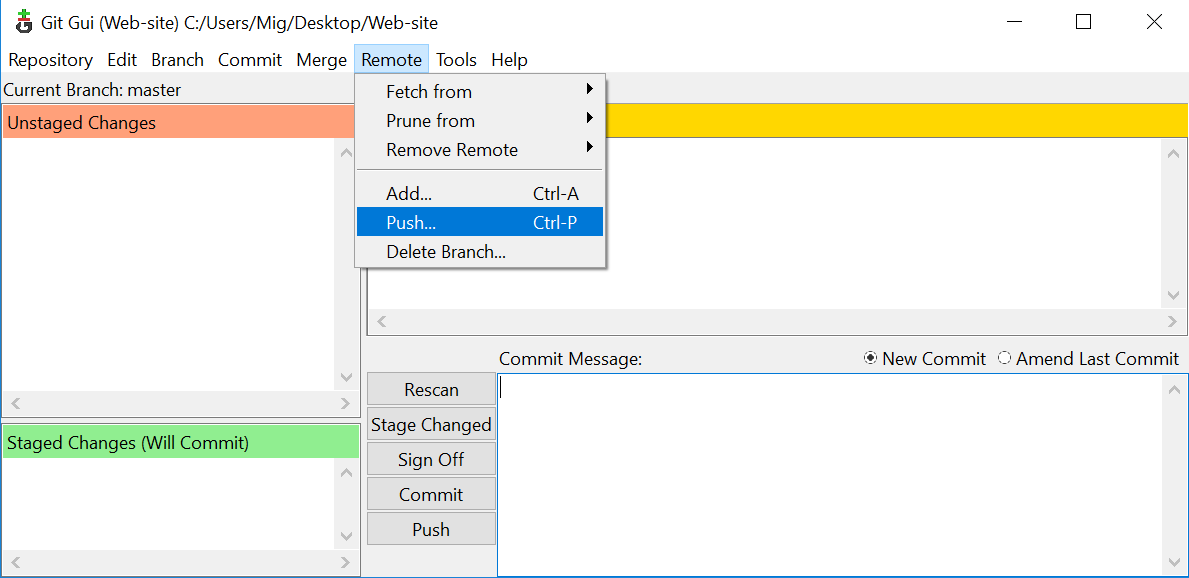 Git Gui (Web-site) C:/Users/Mig/Desktop/Web-site
Repository Edit Branch Commit Merge Remote Tools Help
Current Branch: master
Unstaged Changes
Fetch from
Prune from
Remove Remote
Add... Ctrl-A
Push... Ctrl-P
Delete Branch...
Commit Message: New Commit Amend Last Commit
Rescan
Stage Changed
Sign Off
Commit
Push
Staged Changes (Will Commit)